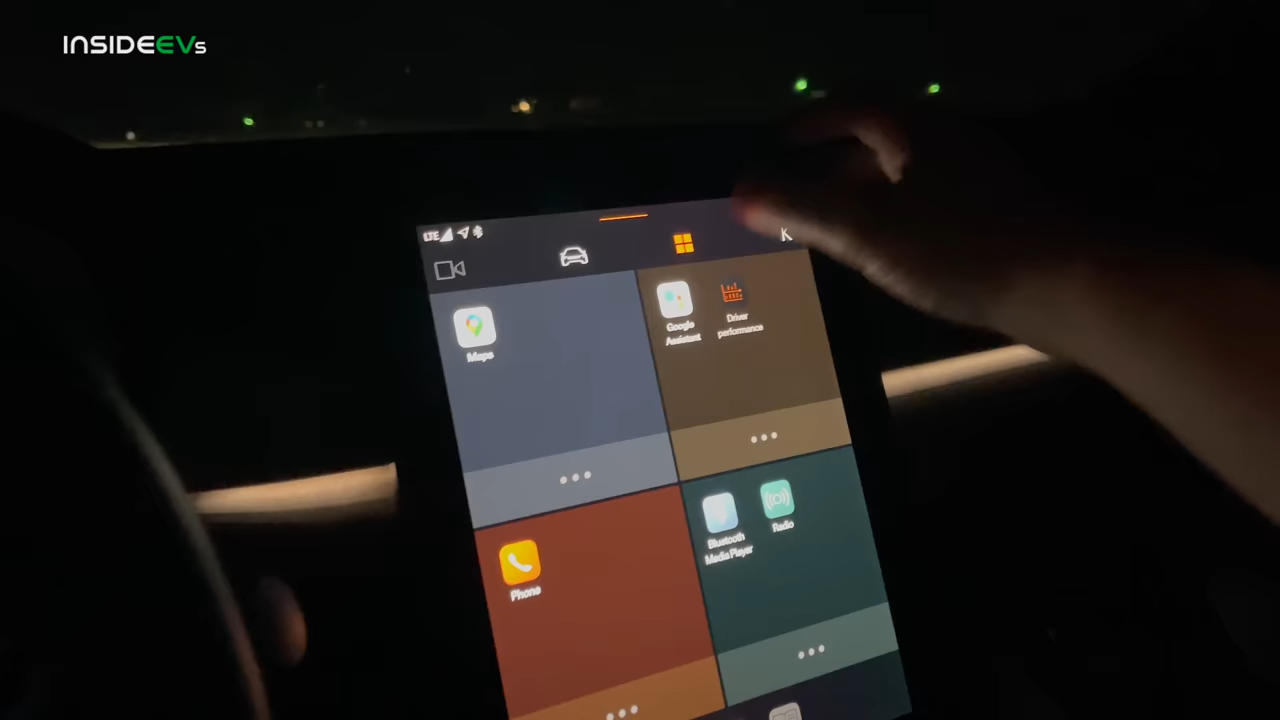 INSIDEEVs
LTE
K
Maps
Google
Assistant
Driver
performance
Phone
Bluetooth
Media Player
Radio